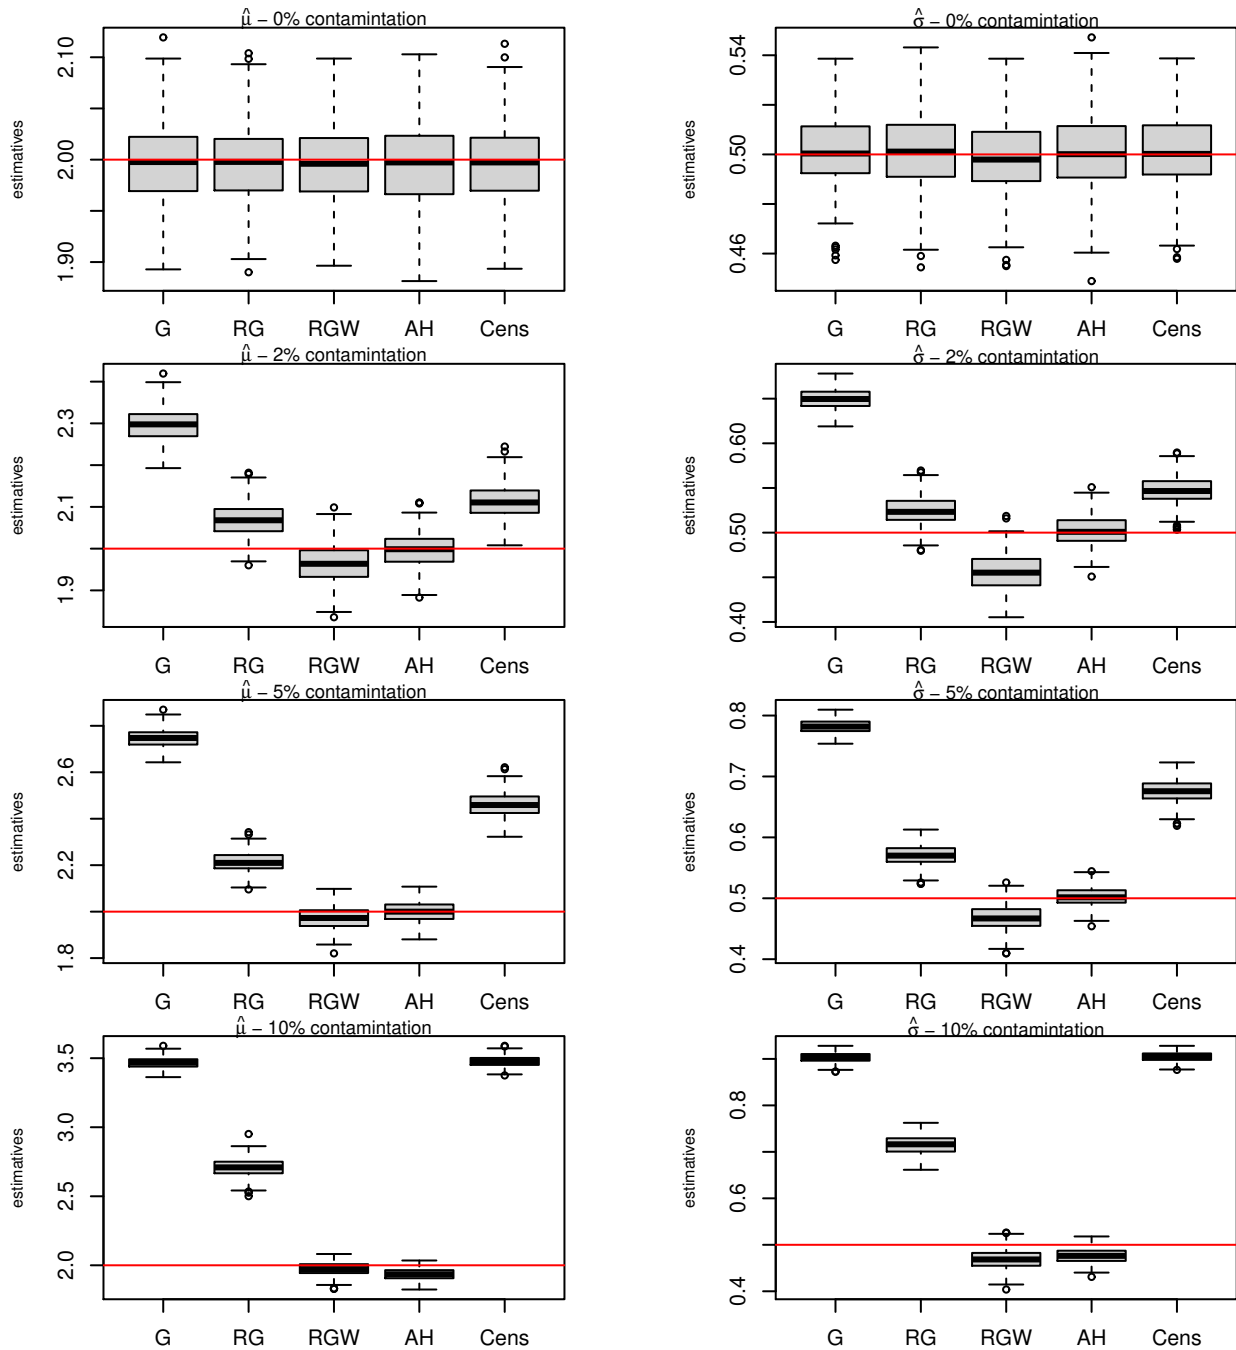 μ̂ − 0% contamintation
estimatives
2.10
2.00
1.90
G RG RGW AH Cens
σ̂ − 0% contamintation
estimatives
0.54
0.50
0.46
G RG RGW AH Cens
μ̂ − 2% contamintation
estimatives
2.3
2.1
1.9
G RG RGW AH Cens
σ̂ − 2% contamintation
estimatives
0.60
0.50
0.40
G RG RGW AH Cens
μ̂ − 5% contamintation
estimatives
2.6
2.2
1.8
G RG RGW AH Cens
σ̂ − 5% contamintation
estimatives
0.8
0.7
0.6
0.5
0.4
G RG RGW AH Cens
μ̂ − 10% contamintation
estimatives
3.5
3.0
2.5
2.0
G RG RGW AH Cens
σ̂ − 10% contamintation
estimatives
0.8
0.6
0.4
G RG RGW AH Cens